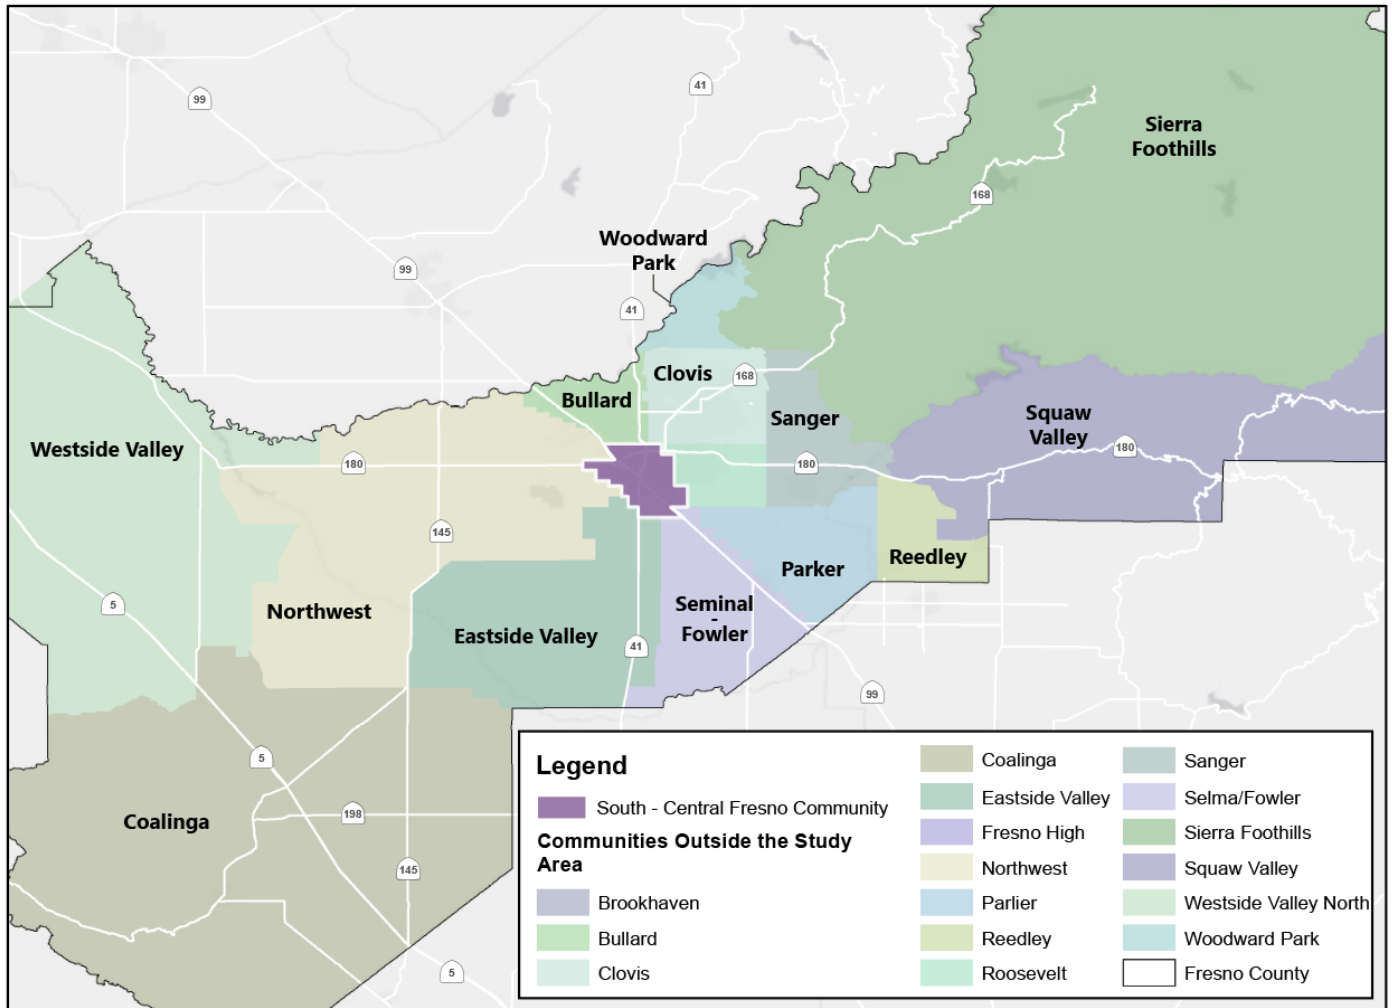 99
41
Sierra
Foothills
168
Woodward
Park
99
41
Clovis
168
Bullard
Sanger
Squaw
Valley
Westside Valley
180
180
180
145
Reedley
Parker
5
Northwest
Seminal
-
Fowler
Eastside Valley
41
99
5
Coalinga
198
145
5
Legend
South - Central Fresno Community
Communities Outside the Study
Area
Brookhaven
Bullard
Clovis
Coalinga
Eastside Valley
Fresno High
Northwest
Parlier
Reedley
Roosevelt
Sanger
Selma/Fowler
Sierra Foothills
Squaw Valley
Westside Valley North
Woodward Park
Fresno County